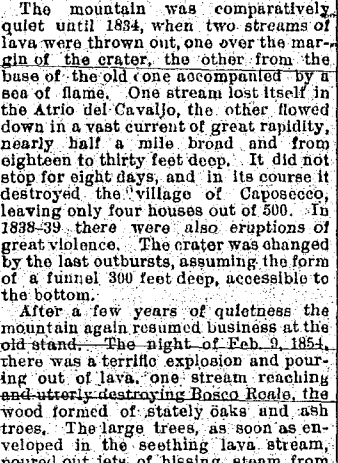 The mountain was comparatively
quiet until 1834, when two streams of
lava were thrown out, one over the mar-
gin of the crater, the other from the
base of the old cone accompanied by a
sea of flame. One stream lost itself in
the Atrio del Cavaljo, the other flowed
down in a vast current of great rapidity,
nearly half a mile broad and from
eighteen to thirty feet deep. It did not
stop for eight days, and in its course it
destroyed the village of Caposecco,
leaving only four houses out of 500. In
1838-39 there were also eruptions of
great violence. The crater was changed
by the last outbursts, assuming the form
of a funnel 300 feet deep, accessible to
the bottom.
After a few years of quietness the
mountain again resumed business at the
old stand. The night of Feb. 9, 1854,
there was a terrific explosion and pour-
ing out of lava, one stream reaching
and utterly destroying Bosco Reale, the
wood formed of stately oaks and ash
trees. The large trees, as soon as en-
veloped in the seething lava stream,
poured out jets of hissing steam from